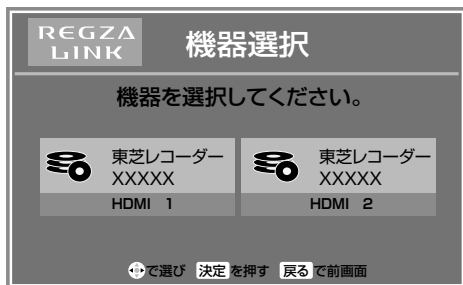 REGZA
LINK
機器選択
機器を選択してください。
東芝レコーダー
XXXXX
HDMI 1
東芝レコーダー
XXXXX
HDMI 2
で選び 決定 を押す 戻る で前画面